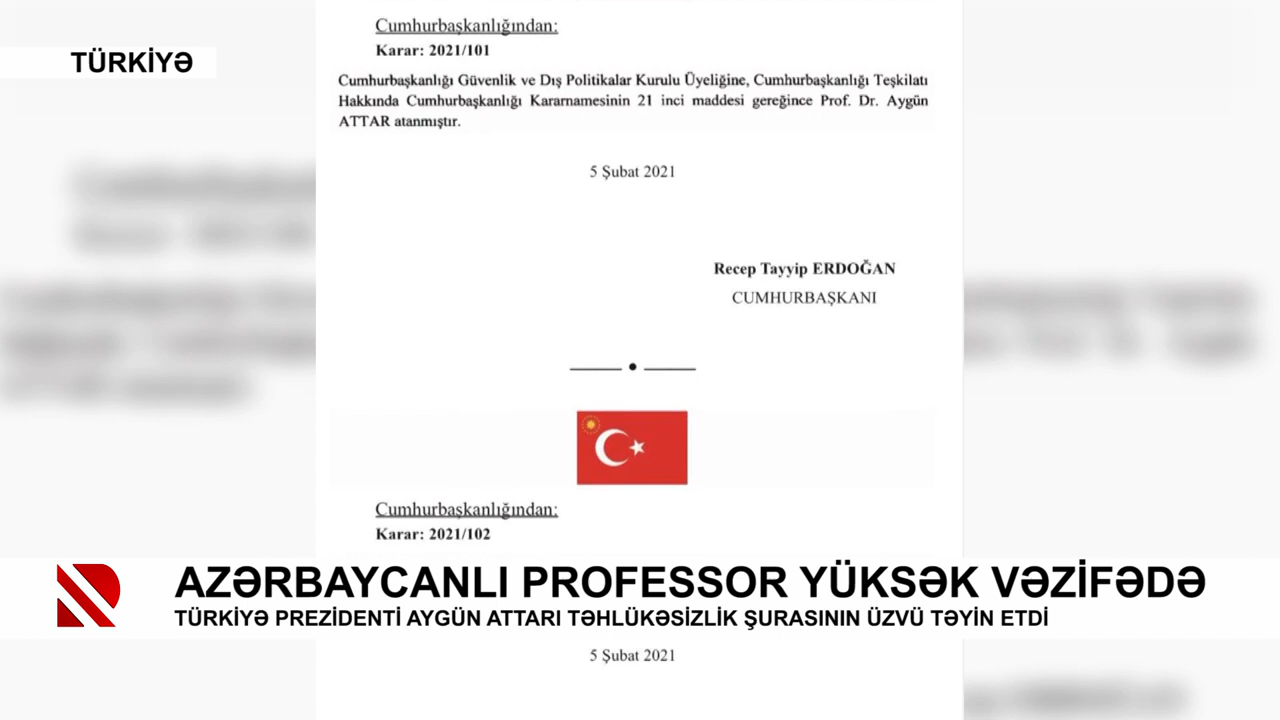 TÜRKİYƏ
Cumhurbaşkanlığından:
Karar: 2021/101
Cumhurbaşkanlığı Güvenlik ve Dış Politikalar Kurulu Üyeliğine, Cumhurbaşkanlığı Teşkilatı
Hakkında Cumhurbaşkanlığı Kararnamesinin 21 inci maddesi gereğince Prof. Dr. Aygün
ATTAR atanmıştır.
5 Şubat 2021
Recep Tayyip ERDOĞAN
CUMHURBAŞKANI
Cumhurbaşkanlığından:
Karar: 2021/102
AZƏRBAYCANLI PROFESSOR YÜKSƏK VƏZİFƏDƏ
TÜRKİYƏ PREZİDENTİ AYGÜN ATTARI TƏHLÜKƏSİZLİK ŞURASININ ÜZVÜ TƏYİN ETDİ
5 Şubat 2021